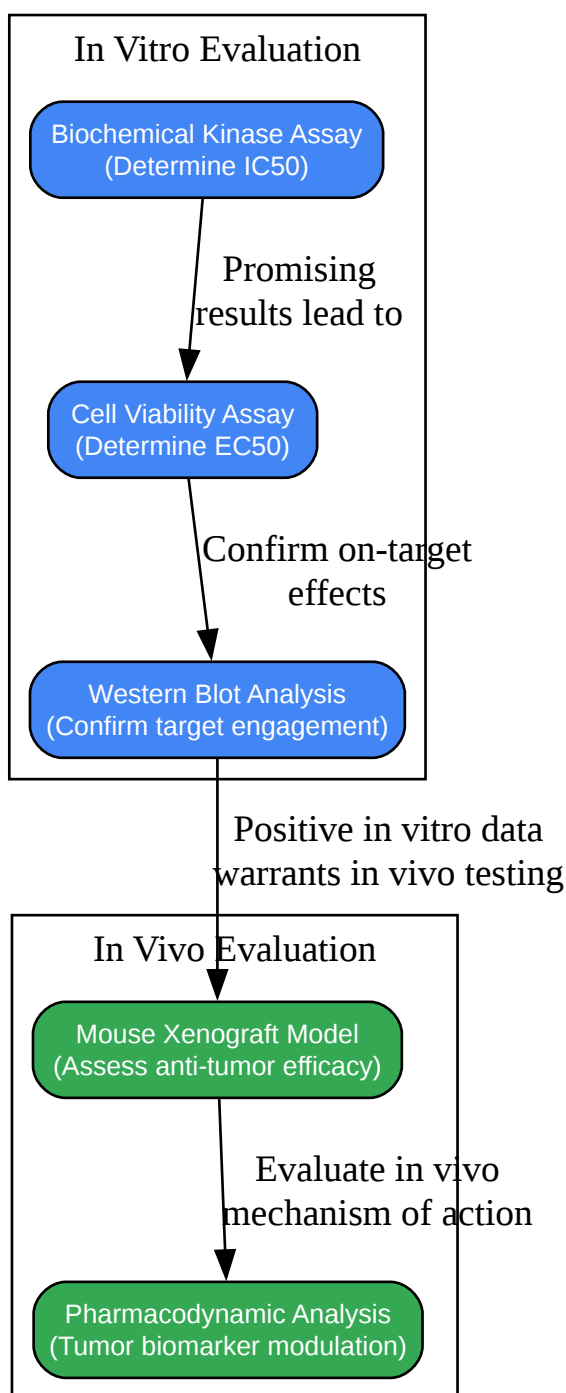 In Vitro Evaluation
Biochemical Kinase Assay
(Determine IC50)
Promising
results lead to
Cell Viability Assay
(Determine EC50)
Confirm on-target
effects
Western Blot Analysis
(Confirm target engagement)
Positive in vitro data
warrants in vivo testing
In Vivo Evaluation
Mouse Xenograft Model
(Assess anti-tumor efficacy)
Evaluate in vivo
mechanism of action
Pharmacodynamic Analysis
(Tumor biomarker modulation)